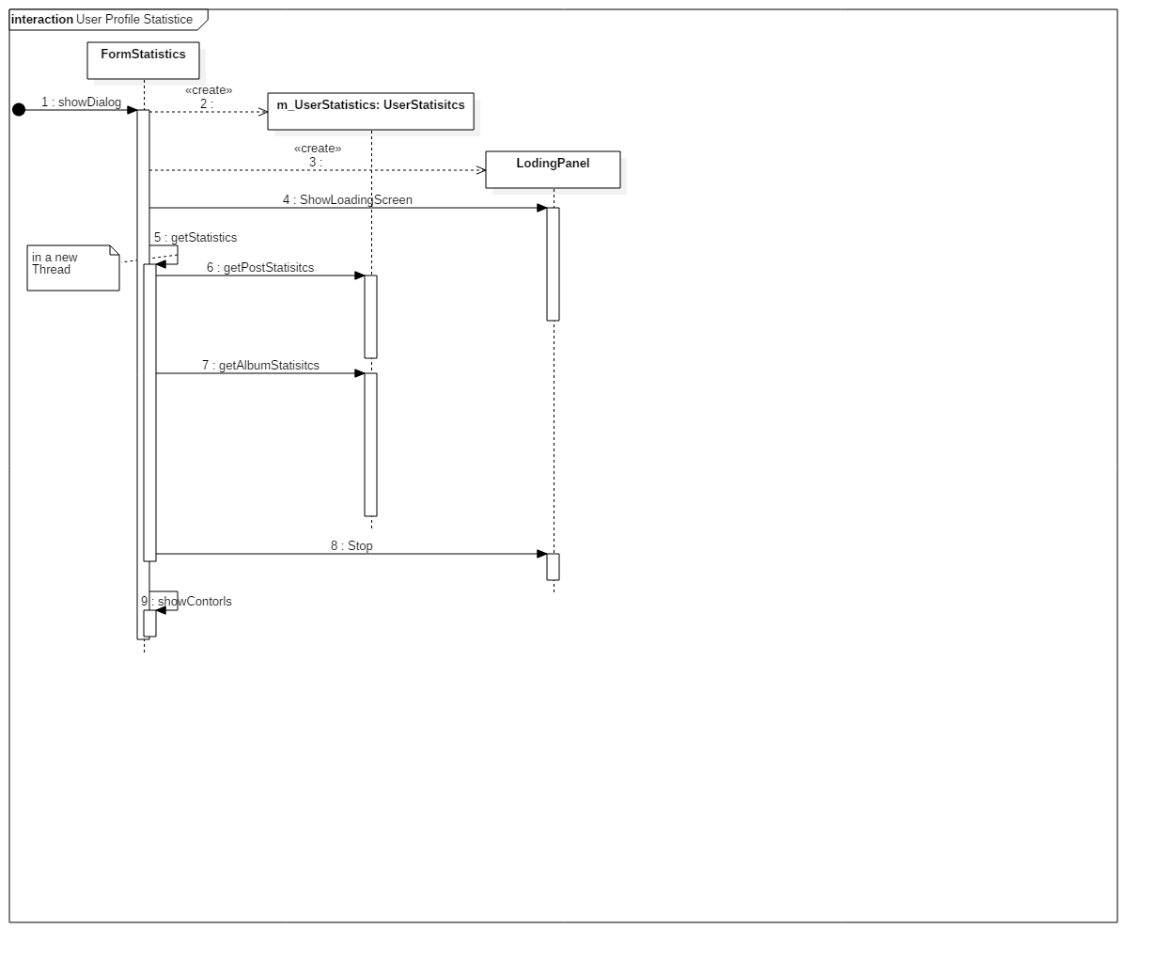 interaction User Profile Statistice
FormStatistics
«create»
1 : showDialog
2 :
m_UserStatistics: UserStatisitcs
«create»
3 :
LodingPanel
4 : ShowLoadingScreen
5 : getStatistics
in a new
Thread
6 : getPostStatisitcs
7 : getAlbumStatisitcs
8 : Stop
9 : showContorls